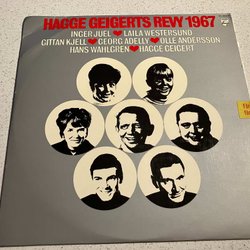 HAGGE GEIGERTS REVY 1967
INGER JUEL ♥ LAILA WESTERSUND
GITTAN KJELL ♥ GEORG ADELLY ♥ OLLE ANDERSSON
HANS WAHLGREN ♥ HAGGE GEIGERT